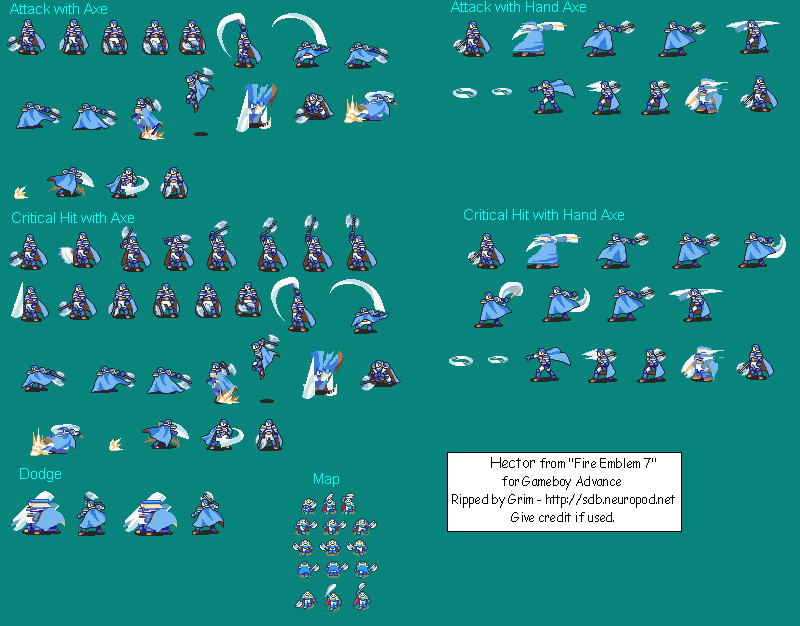 Attack with Axe
Attack with Hand Axe
Critical Hit with Axe
Critical Hit with Hand Axe
Dodge
Map
Hector from "Fire Emblem 7"
for Gameboy Advance
Ripped by Grim - http://sdb.neuropod.net
Give credit if used.